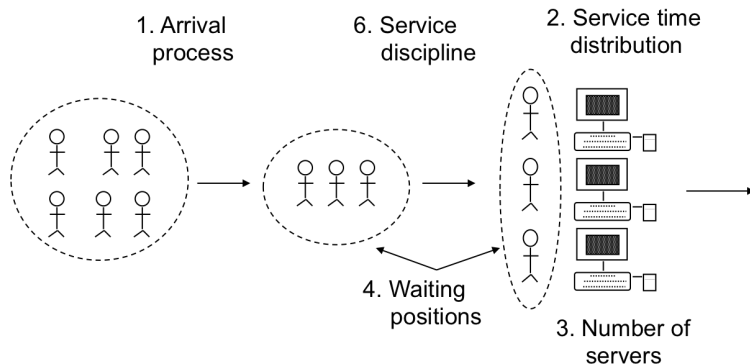 1. Arrival
process
6. Service
discipline
2. Service time
distribution
4. Waiting
positions
3. Number of
servers